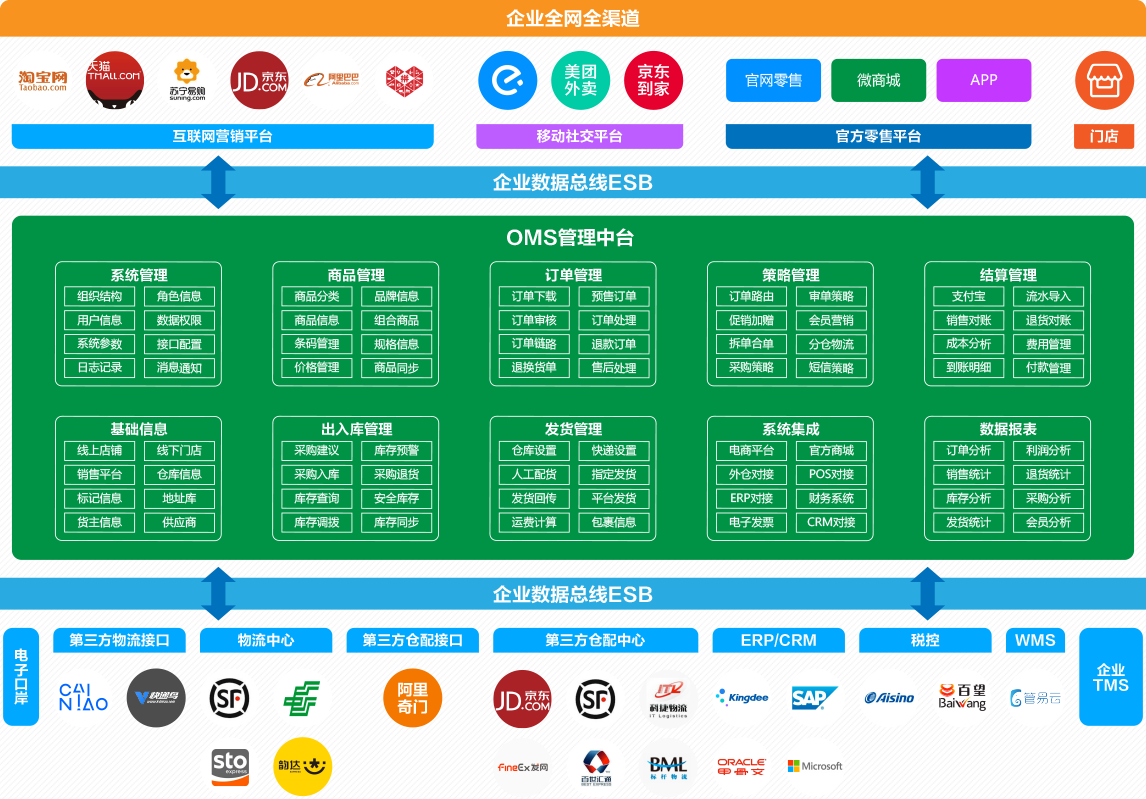 企业全网全渠道
淘宝网
Taobao.com
天猫
TMALL.COM
苏宁易购
suning.com
JD 京东
.COM
阿里巴巴
Alibaba.com
美团
外卖
京东
到家
官网零售
微商城
APP
互联网营销平台
移动社交平台
官方零售平台
门店
企业数据总线ESB
OMS管理中台
系统管理
组织结构 角色信息
用户信息 数据权限
系统参数 接口配置
日志记录 消息通知
商品管理
商品分类 品牌信息
商品信息 组合商品
条码管理 规格信息
价格管理 商品同步
订单管理
订单下载 预售订单
订单审核 订单处理
订单链路 退款订单
退换货单 售后处理
策略管理
订单路由 审单策略
促销加赠 会员营销
拆单合单 分仓物流
采购策略 短信策略
结算管理
支付宝 流水导入
销售对账 退货对账
成本分析 费用管理
到账明细 付款管理
基础信息
线上店铺 线下门店
销售平台 仓库信息
标记信息 地址库
货主信息 供应商
出入库管理
采购建议 库存预警
采购入库 采购退货
库存查询 安全库存
库存调拨 库存同步
发货管理
仓库设置 快递设置
人工配货 指定发货
发货回传 平台发货
运费计算 包裹信息
系统集成
电商平台 官方商城
外仓对接 POS对接
ERP对接 财务系统
电子发票 CRM对接
数据报表
订单分析 利润分析
销售统计 退货统计
库存分析 采购分析
发货统计 会员分析
企业数据总线ESB
电子口岸
第三方物流接口
物流中心
第三方仓配接口
第三方仓配中心
ERP/CRM
税控
WMS
企业
TMS
CAI
NIAO
快递鸟
SF
阿里
奇门
JD 京东
.COM
SF
科捷物流
IT Logistics
Kingdee
SAP
Aisino
百望
Baiwang
管易云
sto
express
韵达
FineEx发网
百世汇通
BEST EXPRESS
BML
标杆物流
ORACLE
甲骨文
Microsoft